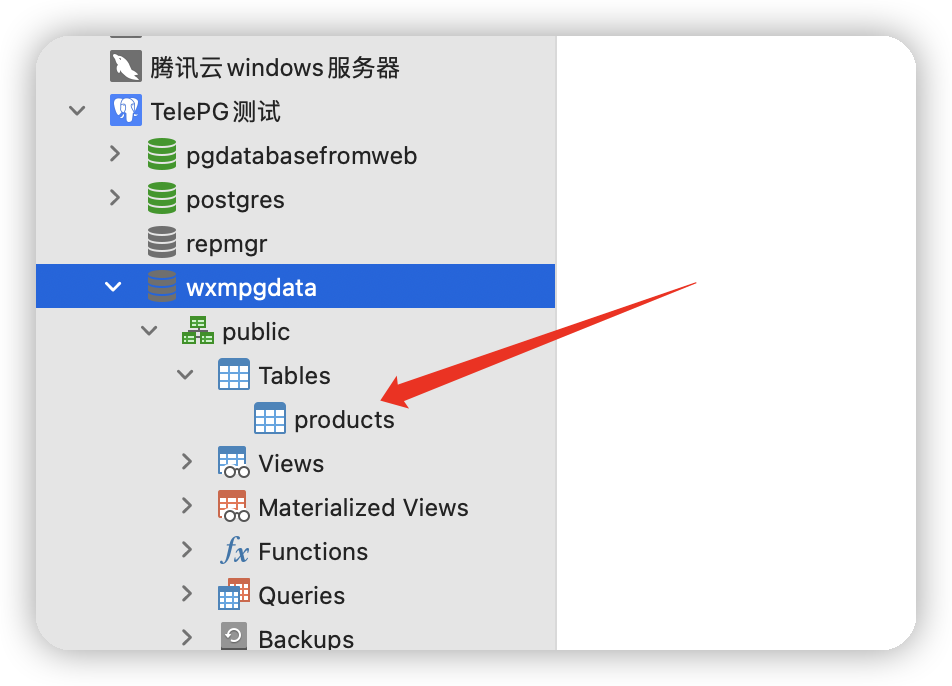 腾讯云windows服务器
TelePG测试
pgdatabasefromweb
postgres
repmgr
wxmpgdata
public
Tables
products
Views
Materialized Views
fx Functions
Queries
Backups